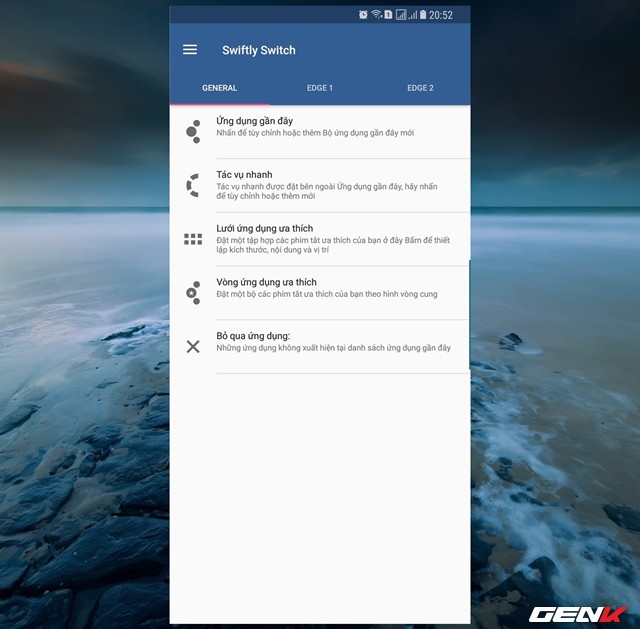 20:52
Swiftly Switch
GENERAL
EDGE 1
EDGE 2
Ứng dụng gần đây
Nhấn để tùy chỉnh hoặc thêm Bộ ứng dụng gần đây mới
Tác vụ nhanh
Tác vụ nhanh được đặt bên ngoài Ứng dụng gần đây, hãy nhấn
để tùy chỉnh hoặc thêm mới
Lưới ứng dụng ưa thích
Đặt một tập hợp các phím tắt ưa thích của bạn ở đây Bấm để thiết
lập kích thước, nội dung và vị trí
Vòng ứng dụng ưa thích
Đặt một bộ các phím tắt ưa thích của bạn theo hình vòng cung
Bỏ qua ứng dụng:
Những ứng dụng không xuất hiện tại danh sách ứng dụng gần đây
GENK